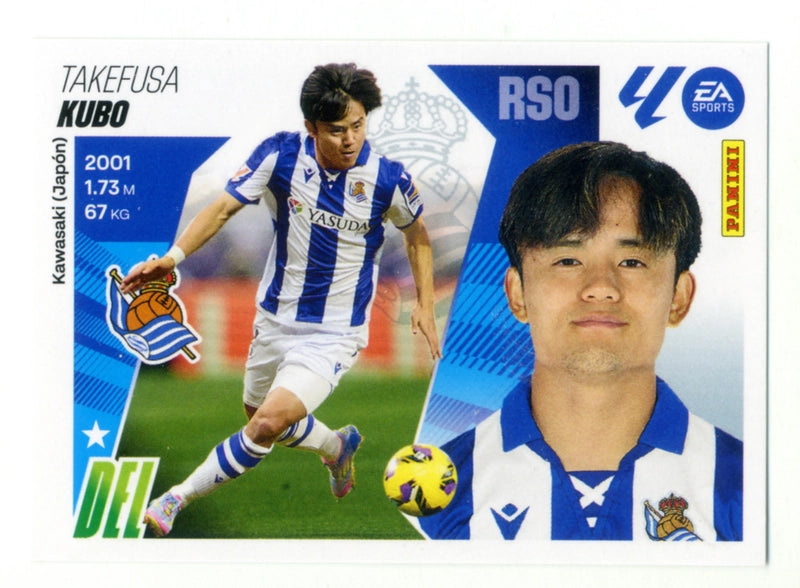 TAKEFUSA
KUBO
Kawasaki (Japón)
2001
1.73 M
67 KG
DEL
YASUDA
RSO
EA
SPORTS
PANINI